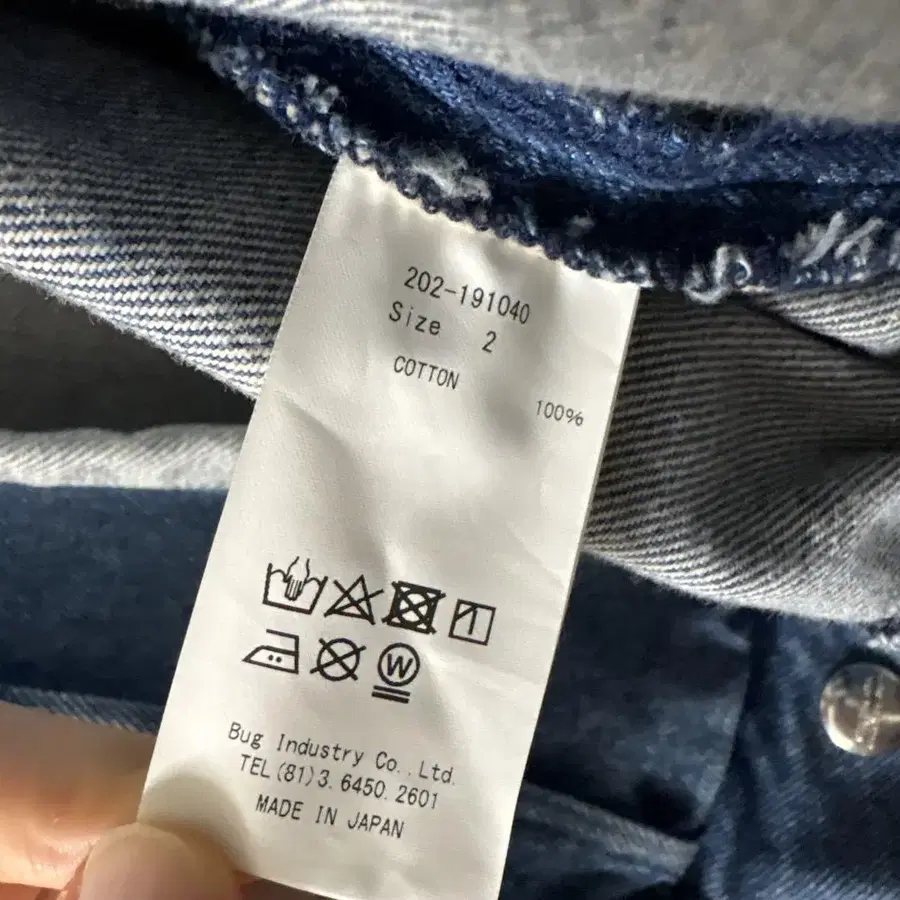 202-191040
Size 2
COTTON
100%
W
Bug Industry Co.,Ltd.
TEL(81)3.6450.2601
MADE IN JAPAN